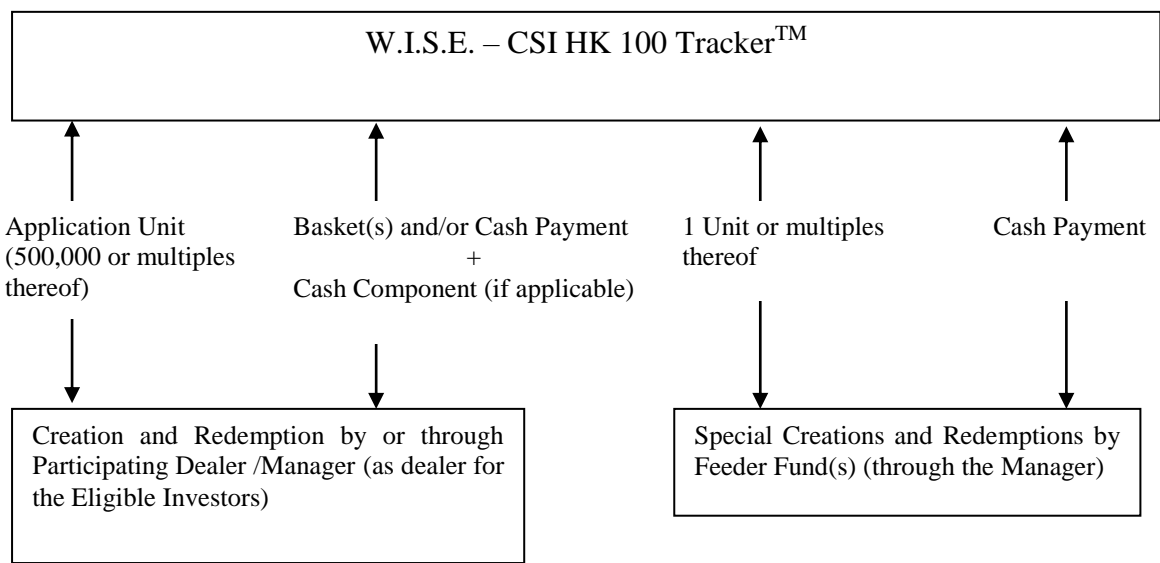 W.I.S.E. – CSI HK 100 Tracker™
Application Unit
(500,000 or multiples
thereof)
Basket(s) and/or Cash Payment
+
Cash Component (if applicable)
1 Unit or multiples
thereof
Cash Payment
Creation and Redemption by or through
Participating Dealer /Manager (as dealer for
the Eligible Investors)
Special Creations and Redemptions by
Feeder Fund(s) (through the Manager)